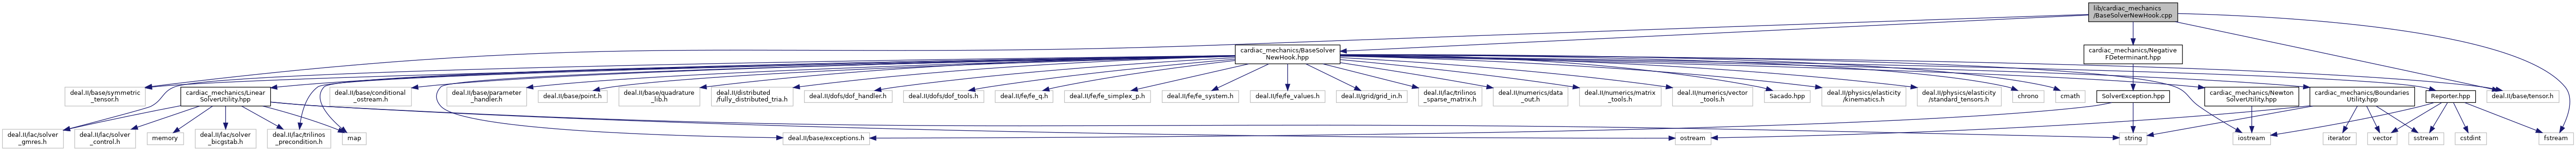 lib/cardiac_mechanics
/BaseSolverNewHook.cpp
cardiac_mechanics/BaseSolver
NewHook.hpp
cardiac_mechanics/Negative
FDeterminant.hpp
deal.II/base/symmetric
_tensor.h
cardiac_mechanics/Linear
SolverUtility.hpp
deal.II/base/conditional
_ostream.h
deal.II/base/parameter
_handler.h
deal.II/base/point.h
deal.II/base/quadrature
_lib.h
deal.II/distributed
/fully_distributed_tria.h
deal.II/dofs/dof_handler.h
deal.II/dofs/dof_tools.h
deal.II/fe/fe_q.h
deal.II/fe/fe_simplex_p.h
deal.II/fe/fe_system.h
deal.II/fe/fe_values.h
deal.II/grid/grid_in.h
deal.II/lac/trilinos
_sparse_matrix.h
deal.II/numerics/data
_out.h
deal.II/numerics/matrix
_tools.h
deal.II/numerics/vector
_tools.h
Sacado.hpp
deal.II/physics/elasticity
/kinematics.h
deal.II/physics/elasticity
/standard_tensors.h
chrono
cmath
SolverException.hpp
cardiac_mechanics/Newton
SolverUtility.hpp
cardiac_mechanics/Boundaries
Utility.hpp
Reporter.hpp
deal.II/base/tensor.h
deal.II/lac/solver
_gmres.h
deal.II/lac/solver
_control.h
memory
deal.II/lac/solver
_bicgstab.h
deal.II/lac/trilinos
_precondition.h
map
deal.II/base/exceptions.h
ostream
string
iostream
iterator
vector
sstream
cstdint
fstream